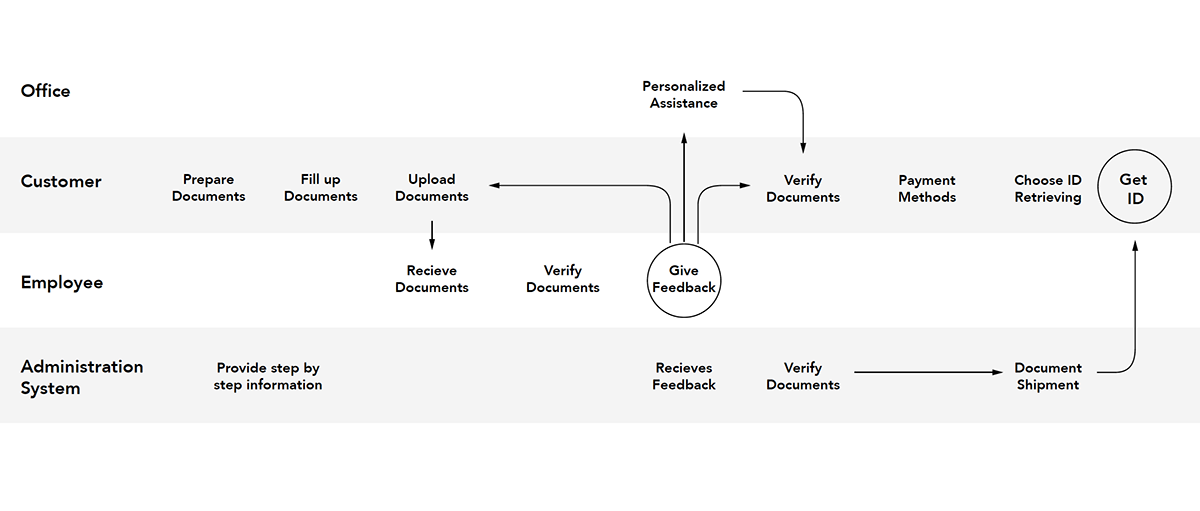 Office
Personalized
Assistance
Customer
Prepare
Documents
Fill up
Documents
Upload
Documents
Verify
Documents
Payment
Methods
Choose ID
Retrieving
Get
ID
Employee
Recieve
Documents
Verify
Documents
Give
Feedback
Administration
System
Provide step by
step information
Recieves
Feedback
Verify
Documents
Document
Shipment